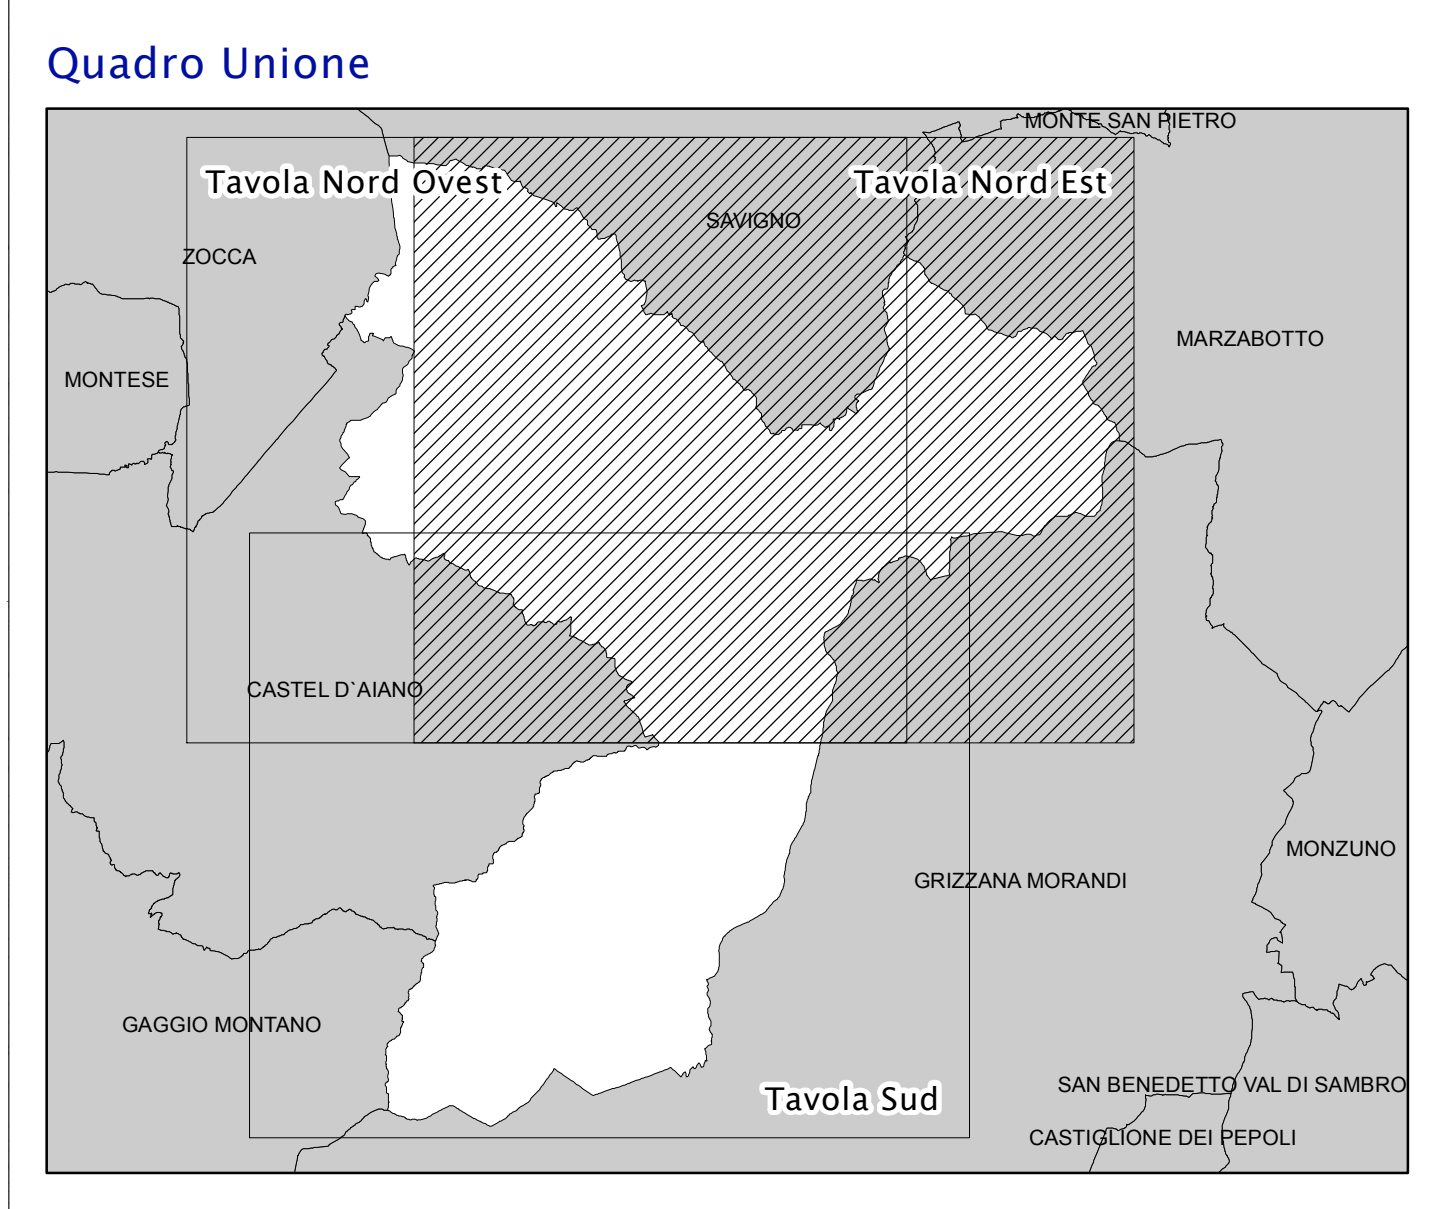 Quadro Unione
MONTE SAN PIETRO
Tavola Nord Ovest
Tavola Nord Est
SAVIGNO
ZOCCA
MARZABOTTO
MONTESE
CASTEL D`AIANO
MONZUNO
GRIZZANA MORANDI
GAGGIO MONTANO
SAN BENEDETTO VAL DI SAMBRO
Tavola Sud
CASTIGLIONE DEI PEPOLI